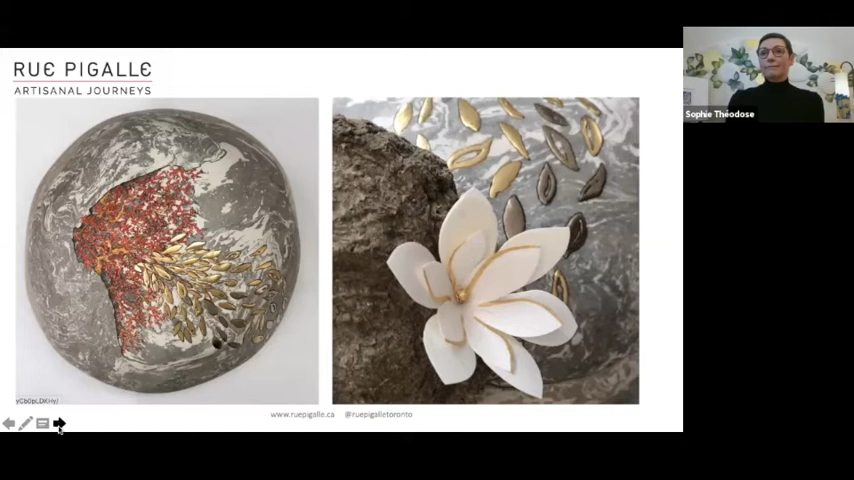 RUE PIGALLE
ARTISANAL JOURNEYS
Sophie Théodose
www.ruepigalle.ca @ruepigalletoronto